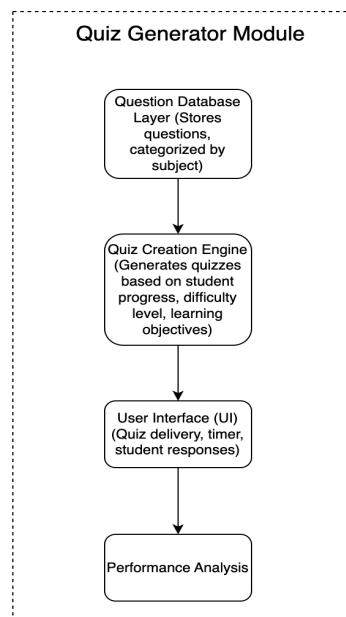 Quiz Generator Module
Question Database
Layer (Stores
questions,
categorized by
subject)
Quiz Creation Engine
(Generates quizzes
based on student
progress, difficulty
level, learning
objectives)
User Interface (UI)
(Quiz delivery, timer,
student responses)
Performance Analysis